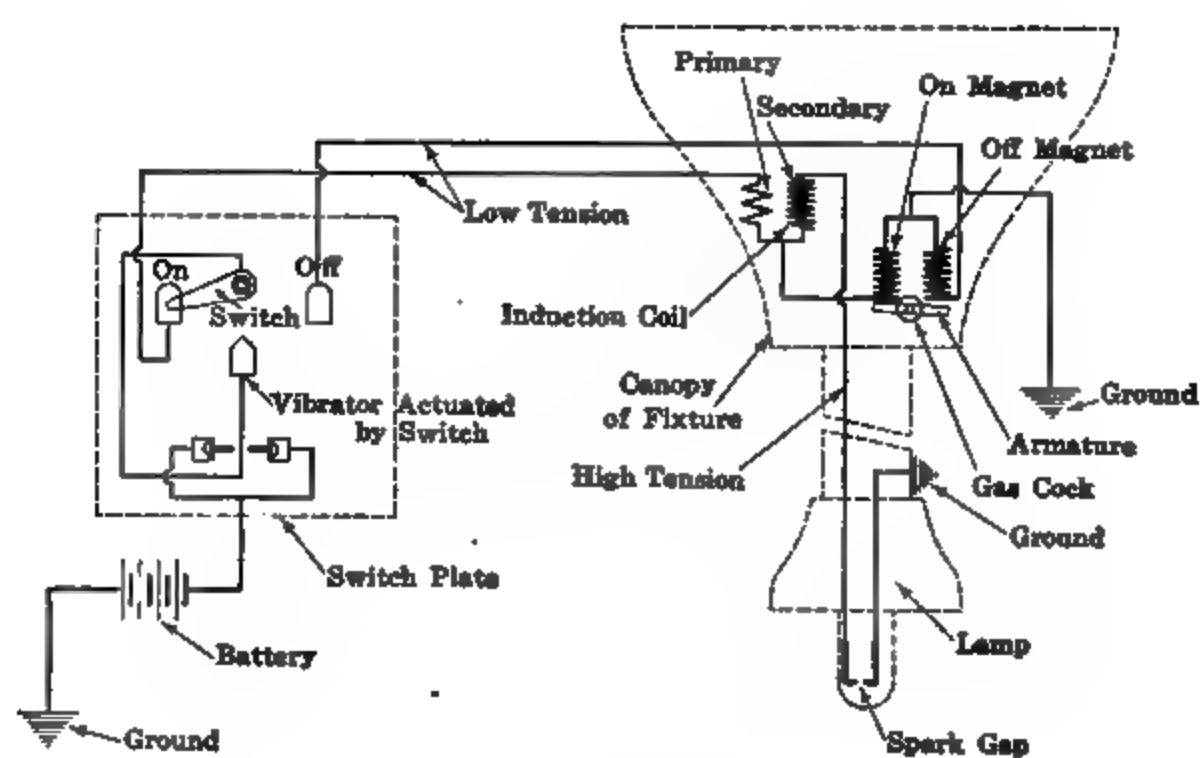 Primary
Secondary
On Magnet
Off Magnet
Low Tension
On
Off
Switch
Induction Coil
Vibrator Actuated
by Switch
Canopy
of Fixture
Ground
Armature
High Tension
Gas Cock
Ground
Switch Plate
Lamp
Battery
Ground
Spark Gap